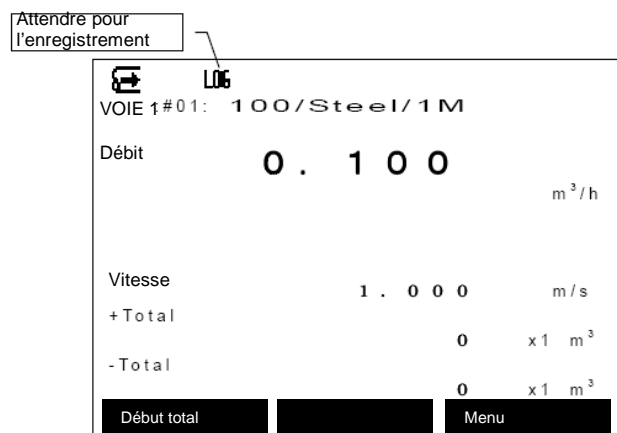 Attendre pour
l'enregistrement
LOG
VOIE 1 #01: 100/Steel/1M
Débit
0. 100
m³/h
Vitesse 1. 000 m/s
+Total
0 x1 m³
-Total
0 x1 m³
Début total Menu